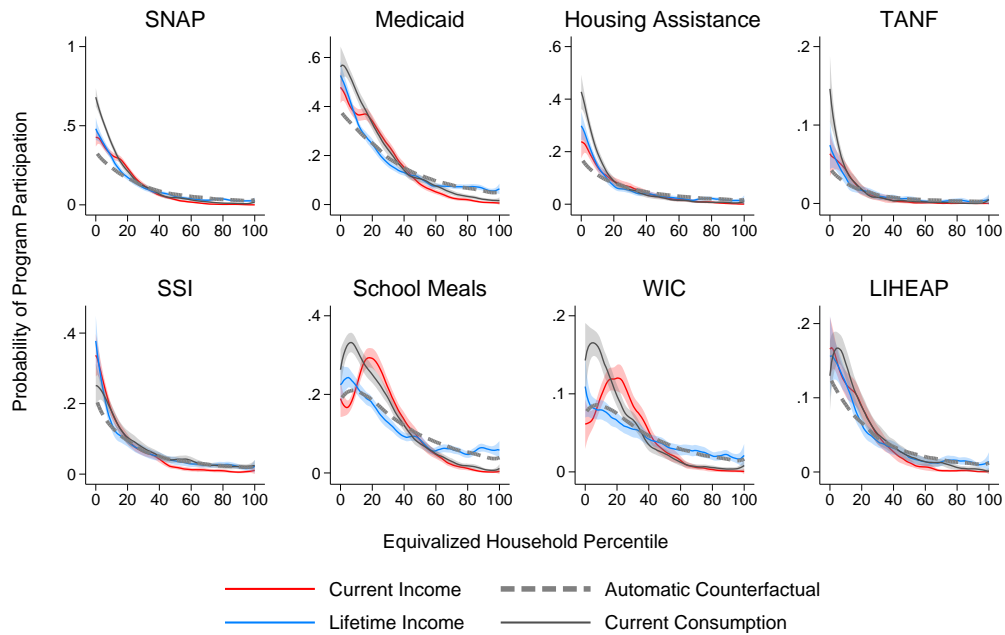 SNAP
Medicaid
Housing Assistance
TANF
1
.5
0
0 20 40 60 80 100
.6
.4
.2
0
0 20 40 60 80 100
.6
.4
.2
0
0 20 40 60 80 100
.2
.1
0
0 20 40 60 80 100
SSI
School Meals
WIC
LIHEAP
.4
.2
0
0 20 40 60 80 100
.4
.3
.2
.1
0
0 20 40 60 80 100
.2
.1
0
0 20 40 60 80 100
.2
.1
0
0 20 40 60 80 100
Probability of Program Participation
Equivalized Household Percentile
Current Income
Automatic Counterfactual
Lifetime Income
Current Consumption